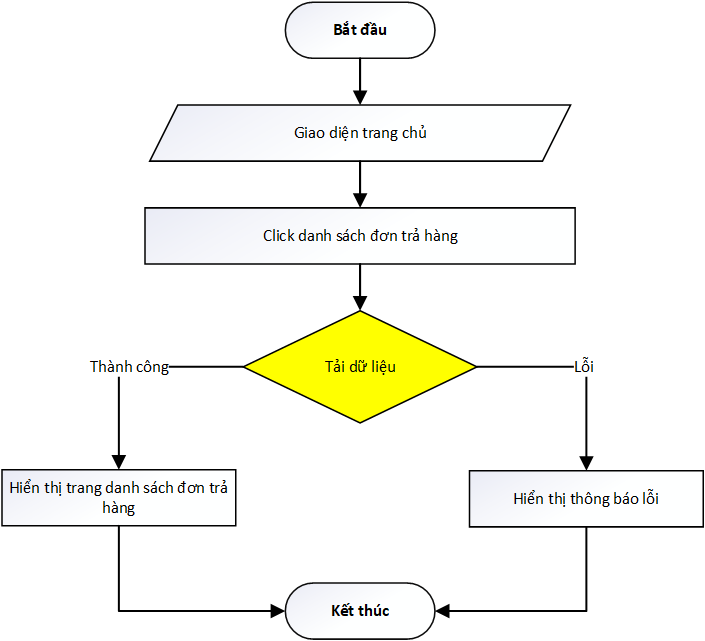 Bắt đầu
Giao diện trang chủ
Click danh sách đơn trả hàng
Tải dữ liệu
Thành công
Lỗi
Hiển thị trang danh sách đơn trả
hàng
Hiển thị thông báo lỗi
Kết thúc